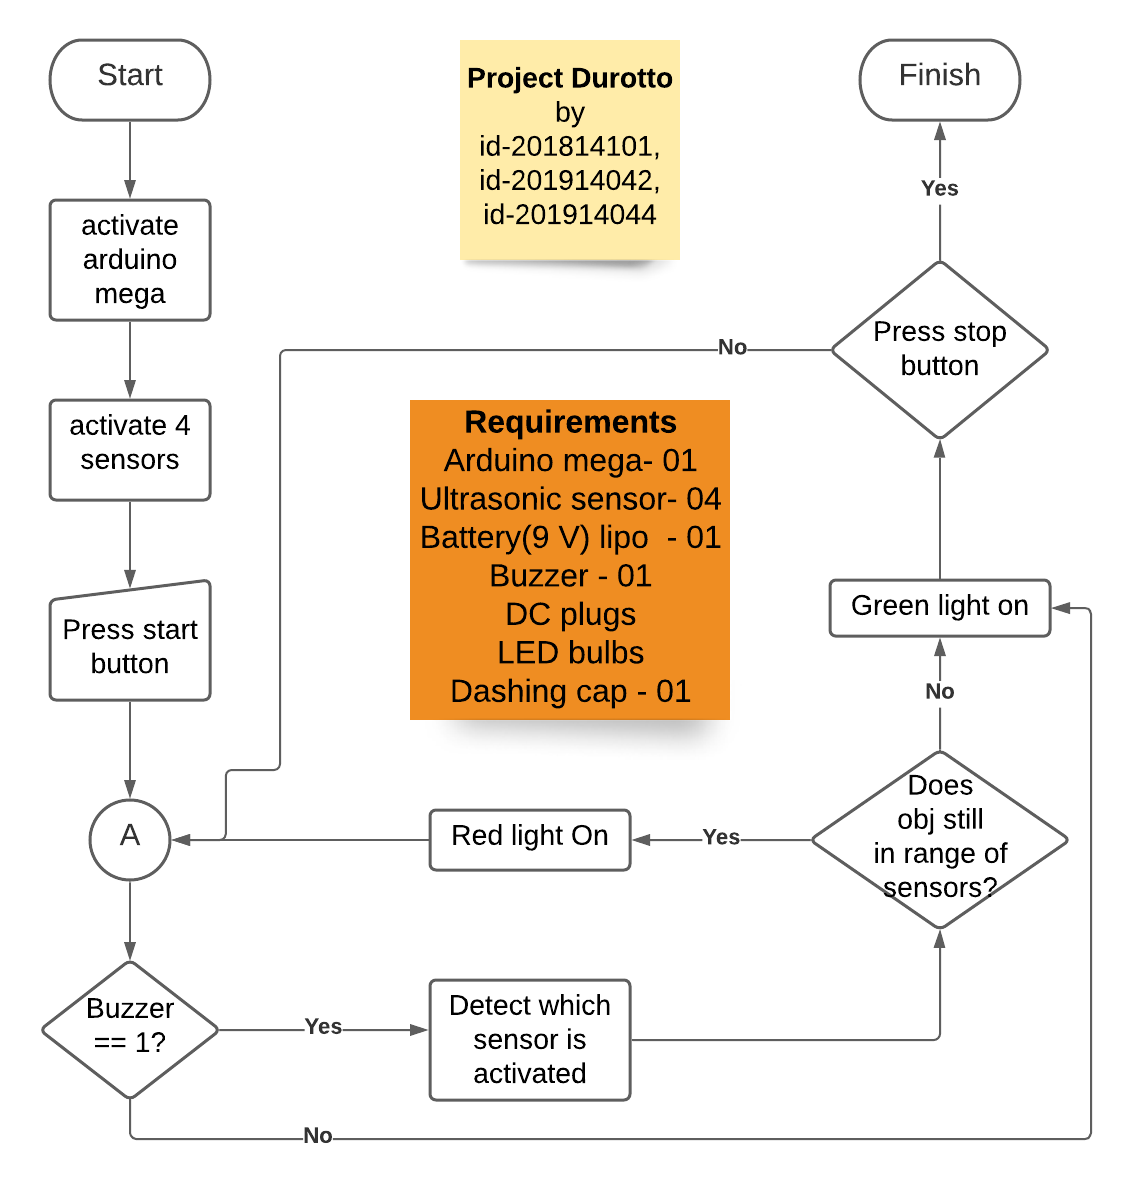 Start
activate
arduino
mega
activate 4
sensors
Press start
button
A
Buzzer
== 1?
Yes
No
Detect which
sensor is
activated
Does
obj still
in range of
sensors?
Yes
Red light On
No
Green light on
Press stop
button
No
Yes
Finish
Project Durotto
by
id-201814101,
id-201914042,
id-201914044
Requirements
Arduino mega- 01
Ultrasonic sensor- 04
Battery(9 V) lipo  - 01
Buzzer - 01
DC plugs
LED bulbs
Dashing cap - 01